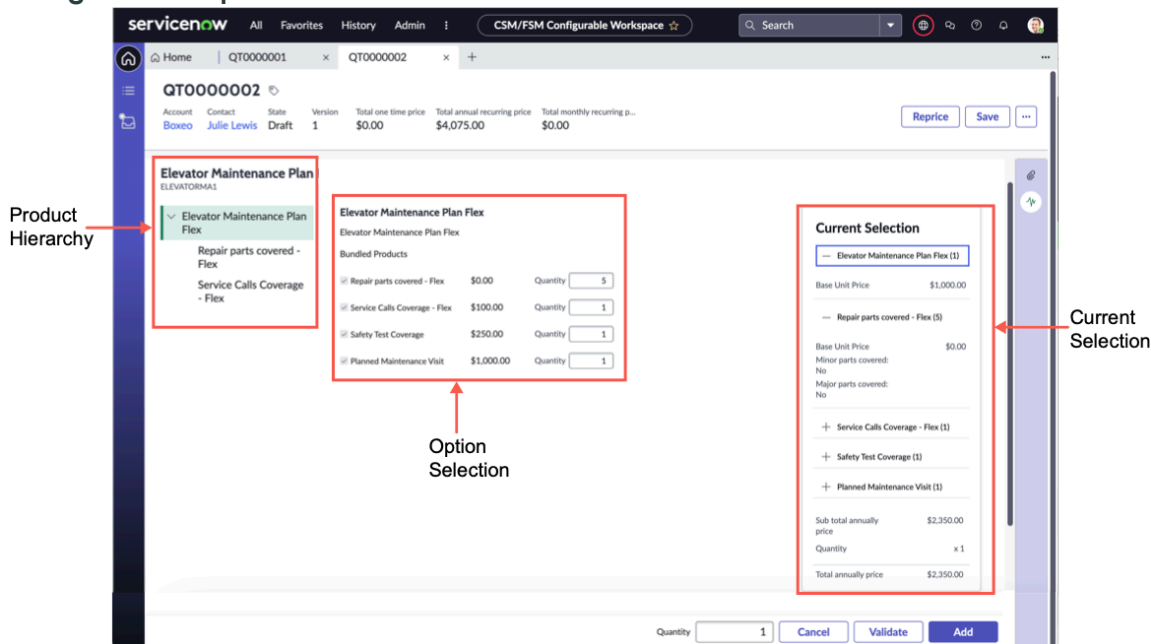 servicenow All Favorites History Admin CSM/FSM Configurable Workspace Search
Home QT0000001 × QT0000002 × +
QT0000002
Account Contact State Version Total one time price Total annual recurring price Total monthly recurring p...
Boxeo Julie Lewis Draft 1 $0.00 $4,075.00 $0.00
Reprice Save ...
Elevator Maintenance Plan
ELEVATORMA1
Elevator Maintenance Plan
Flex
Repair parts covered -
Flex
Service Calls Coverage
- Flex
Product
Hierarchy
Elevator Maintenance Plan Flex
Elevator Maintenance Plan Flex
Bundled Products
Repair parts covered - Flex $0.00 Quantity 5
Service Calls Coverage - Flex $100.00 Quantity 1
Safety Test Coverage $250.00 Quantity 1
Planned Maintenance Visit $1,000.00 Quantity 1
Option
Selection
Current Selection
— Elevator Maintenance Plan Flex (1)
Base Unit Price $1,000.00
— Repair parts covered - Flex (5)
Base Unit Price $0.00
Minor parts covered:
No
Major parts covered:
No
+ Service Calls Coverage - Flex (1)
+ Safety Test Coverage (1)
+ Planned Maintenance Visit (1)
Sub total annually $2,350.00
price
Quantity x 1
Total annually price $2,350.00
Current
Selection
Quantity 1 Cancel Validate Add